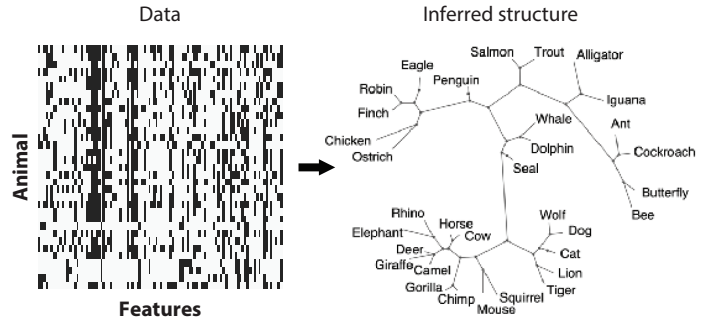 Data
Inferred structure
Animal
Features
Salmon
Trout
Alligator
Eagle
Penguin
Robin
Finch
Iguana
Whale
Ant
Chicken
Dolphin
Cockroach
Ostrich
Seal
Butterfly
Bee
Rhino
Horse
Wolf
Elephant
Cow
Dog
Deer
Cat
Giraffe
Camel
Lion
Gorilla
Tiger
Chimp
Squirrel
Mouse